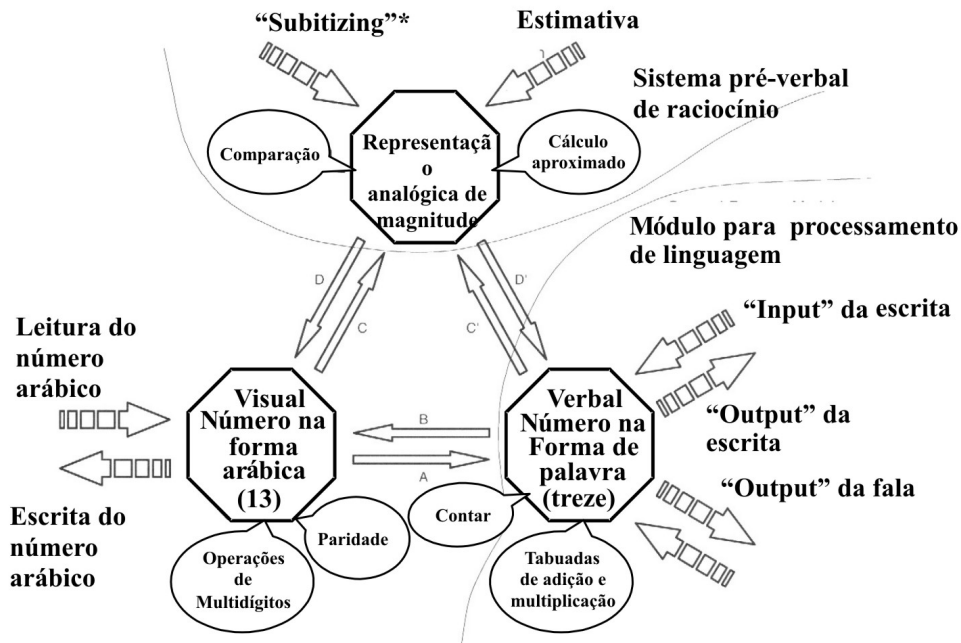 “Subitizing”*
Estimativa
Sistema pré-verbal
de raciocínio
Comparação
Representaçã
o
analógica de
magnitude
Cálculo
aproximado
Módulo para processamento
de linguagem
D
C
D'
C'
Leitura do
número
arábico
Visual
Número na
forma
arábica
(13)
B
A
Verbal
Número na
Forma de
palavra
(treze)
“Input” da escrita
“Output” da
escrita
“Output” da fala
Escrita do
número
arábico
Operações
de
Multidígitos
Paridade
Contar
Tabuadas
de adição e
multiplicação